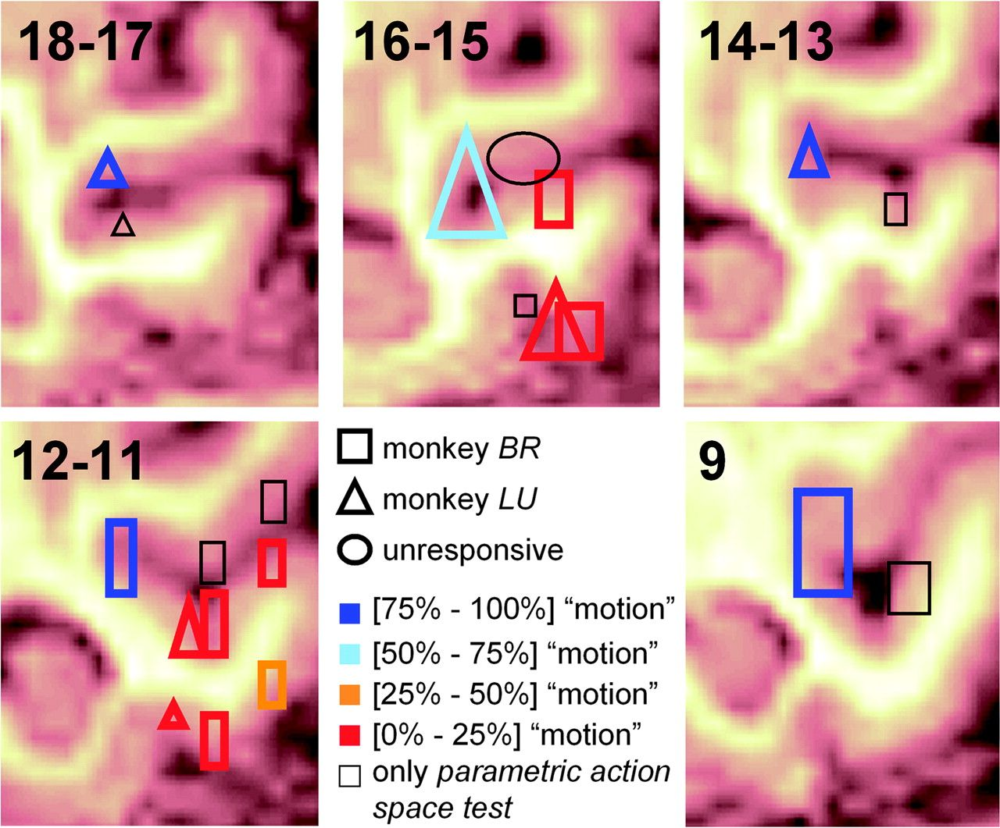 18-17
16-15
14-13
12-11
monkey BR
monkey LU
unresponsive
[75% - 100%] “motion”
[50% - 75%] “motion”
[25% - 50%] “motion”
[0% - 25%] “motion”
only parametric action
space test
9